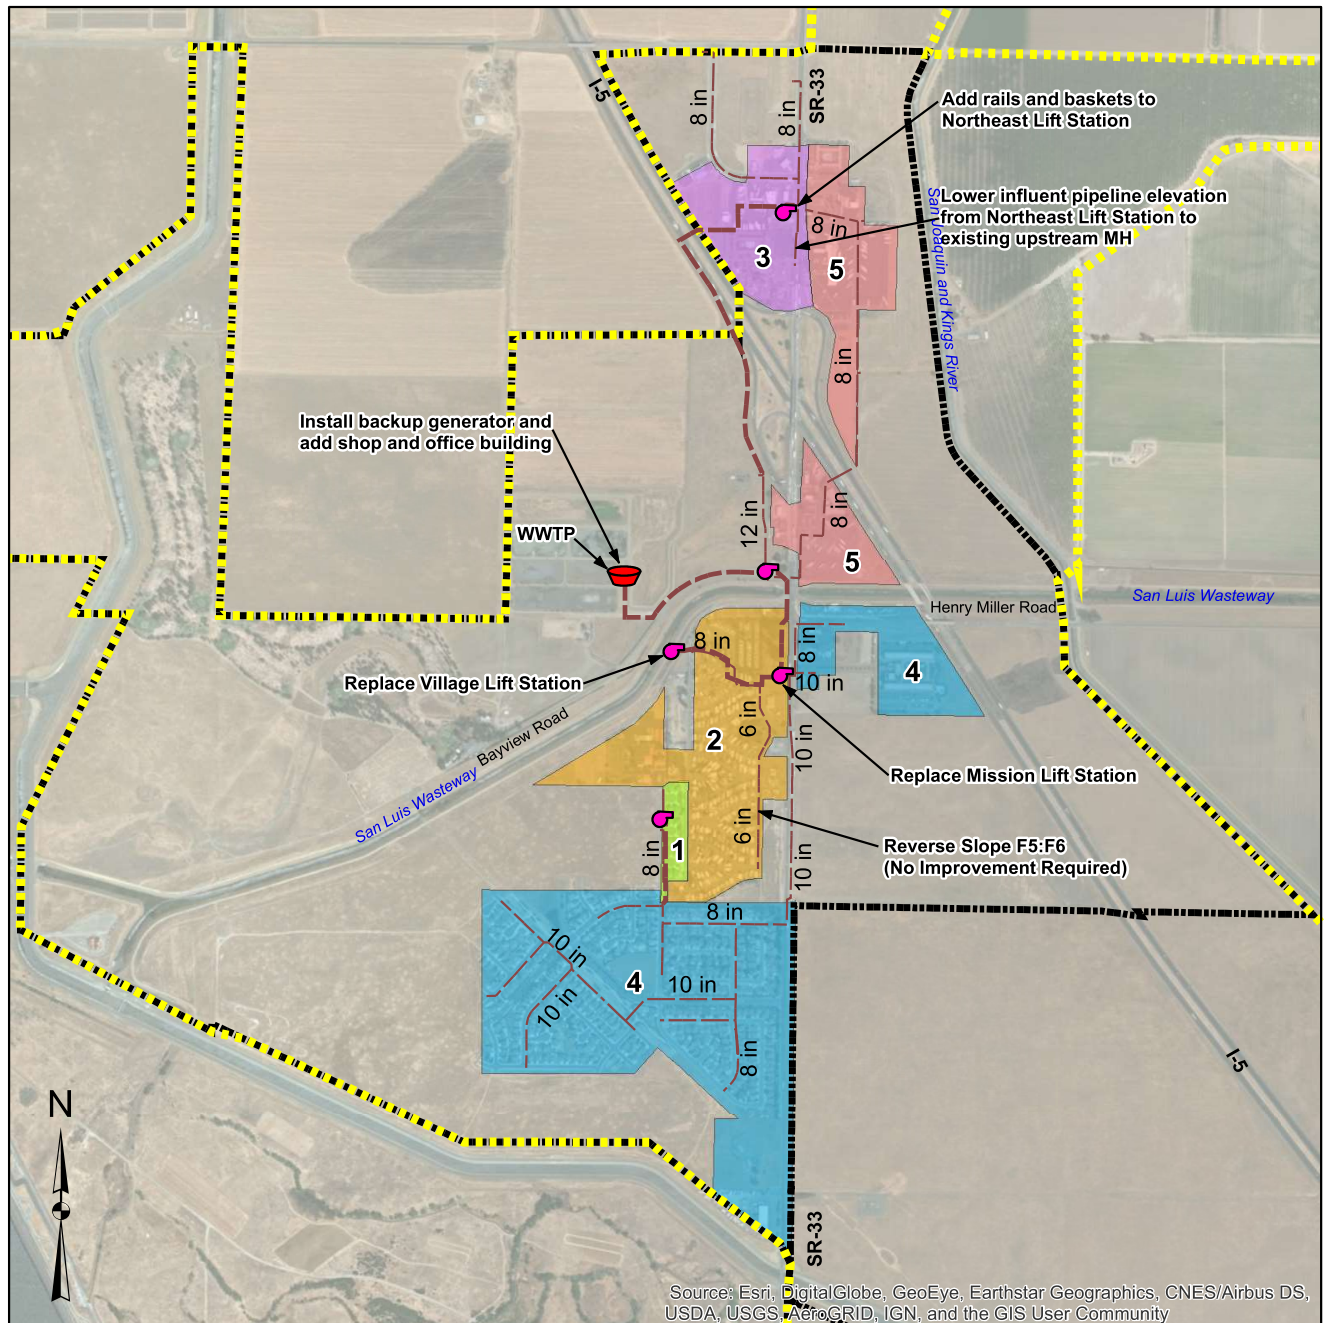 I-5
8 in
8 in
SR-33
Add rails and baskets to
Northeast Lift Station
Lower influent pipeline elevation
from Northeast Lift Station to
existing upstream MH
San Joaquin and Kings River
8 in
3
5
8 in
Install backup generator and
add shop and office building
WWTP
12 in
8 in
5
San Luis Wasteway
Henry Miller Road
8 in
8 in
4
Replace Village Lift Station
10 in
6 in
2
10 in
Bayview Road
San Luis Wasteway
Replace Mission Lift Station
6 in
Reverse Slope F5:F6
(No Improvement Required)
8 in
1
10 in
8 in
10 in
4
10 in
10 in
8 in
I-5
N
SR-33
Source: Esri, DigitalGlobe, GeoEye, Earthstar Geographics, CNES/Airbus DS,
USDA, USGS, AeroGRID, IGN, and the GIS User Community